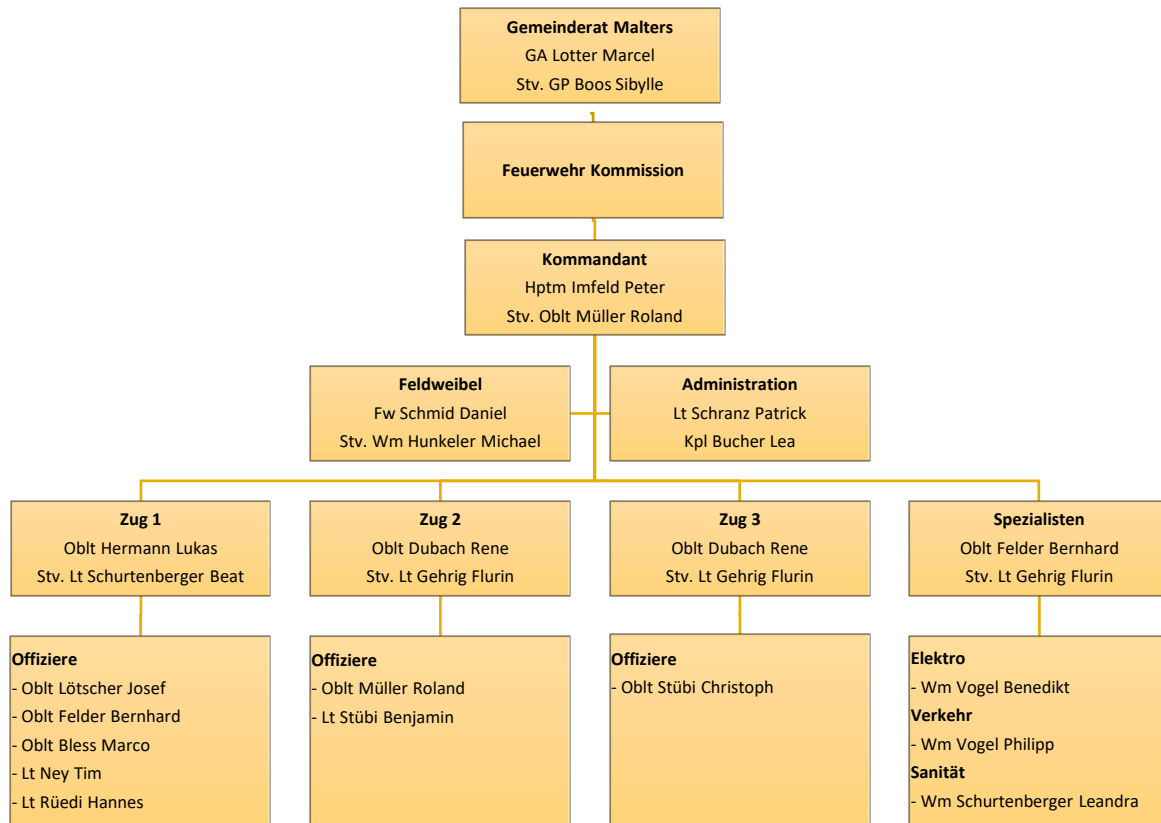 Gemeinderat Malters
GA Lotter Marcel
Stv. GP Boos Sibylle
Feuerwehr Kommission
Kommandant
Hptm Imfeld Peter
Stv. Oblt Müller Roland
Feldweibel
Fw Schmid Daniel
Stv. Wm Hunkeler Michael
Administration
Lt Schranz Patrick
Kpl Bucher Lea
Zug 1
Oblt Hermann Lukas
Stv. Lt Schurtenberger Beat
Zug 2
Oblt Dubach Rene
Stv. Lt Gehrig Flurin
Zug 3
Oblt Dubach Rene
Stv. Lt Gehrig Flurin
Spezialisten
Oblt Felder Bernhard
Stv. Lt Gehrig Flurin
Offiziere
- Oblt Lötscher Josef
- Oblt Felder Bernhard
- Oblt Bless Marco
- Lt Ney Tim
- Lt Rüedi Hannes
Offiziere
- Oblt Müller Roland
- Lt Stübi Benjamin
Offiziere
- Oblt Stübi Christoph
Elektro
- Wm Vogel Benedikt
Verkehr
- Wm Vogel Philipp
Sanität
- Wm Schurtenberger Leandra